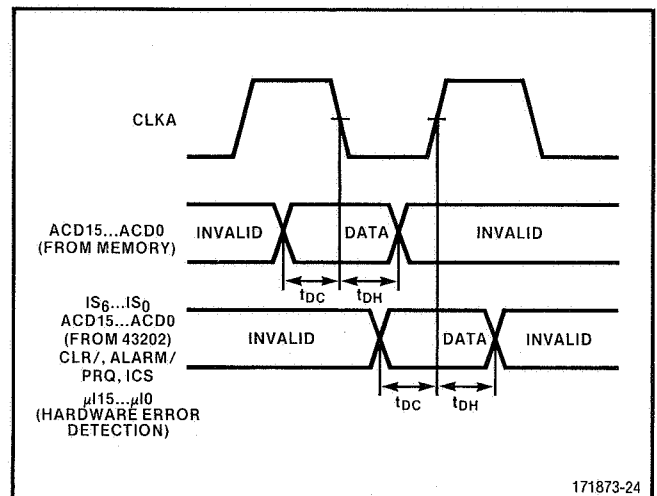 CLKA
ACD15...ACD0
(FROM MEMORY)
INVALID
DATA
INVALID
tDC
tDH
IS6...IS0
ACD15...ACD0
(FROM 43202)
CLR/, ALARM/
PRQ, ICS
µI15...µI0
(HARDWARE ERROR
DETECTION)
INVALID
DATA
INVALID
tDC
tDH
171873-24